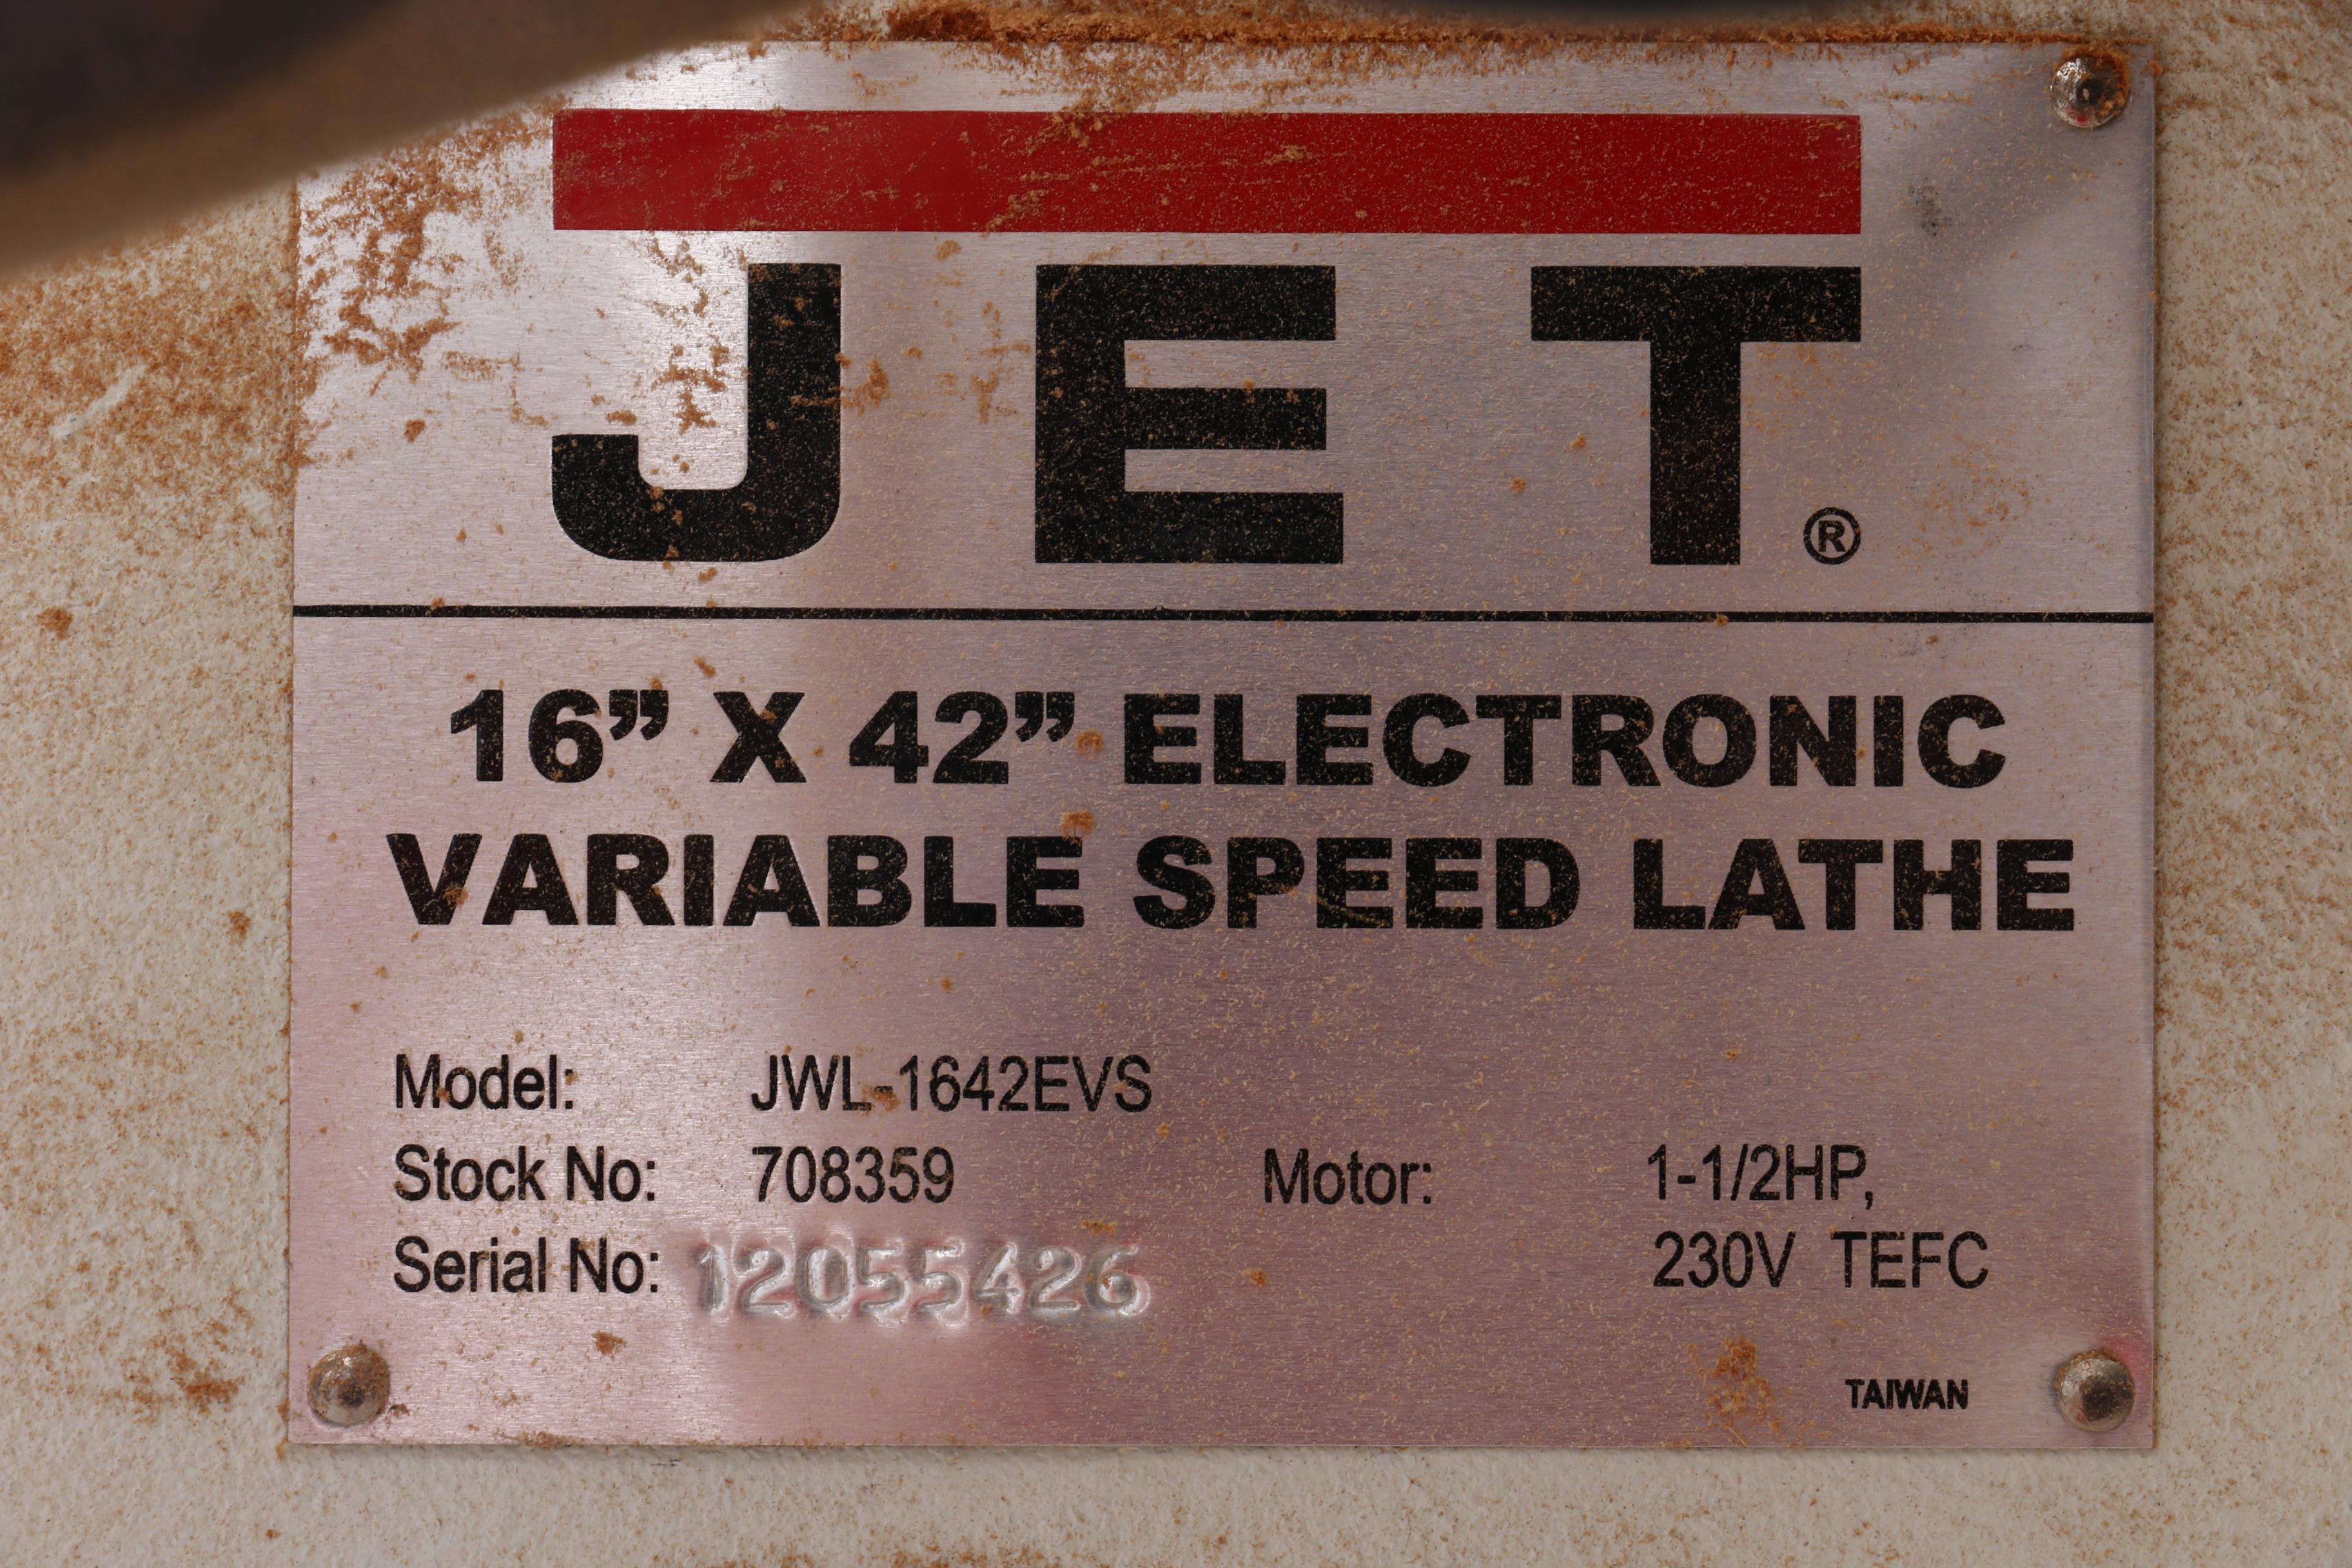 JET®
16” X 42” ELECTRONIC
VARIABLE SPEED LATHE
Model: JWL-1642EVS
Stock No: 708359 Motor: 1-1/2HP,
Serial No: 12055426 230V TEFC
TAIWAN